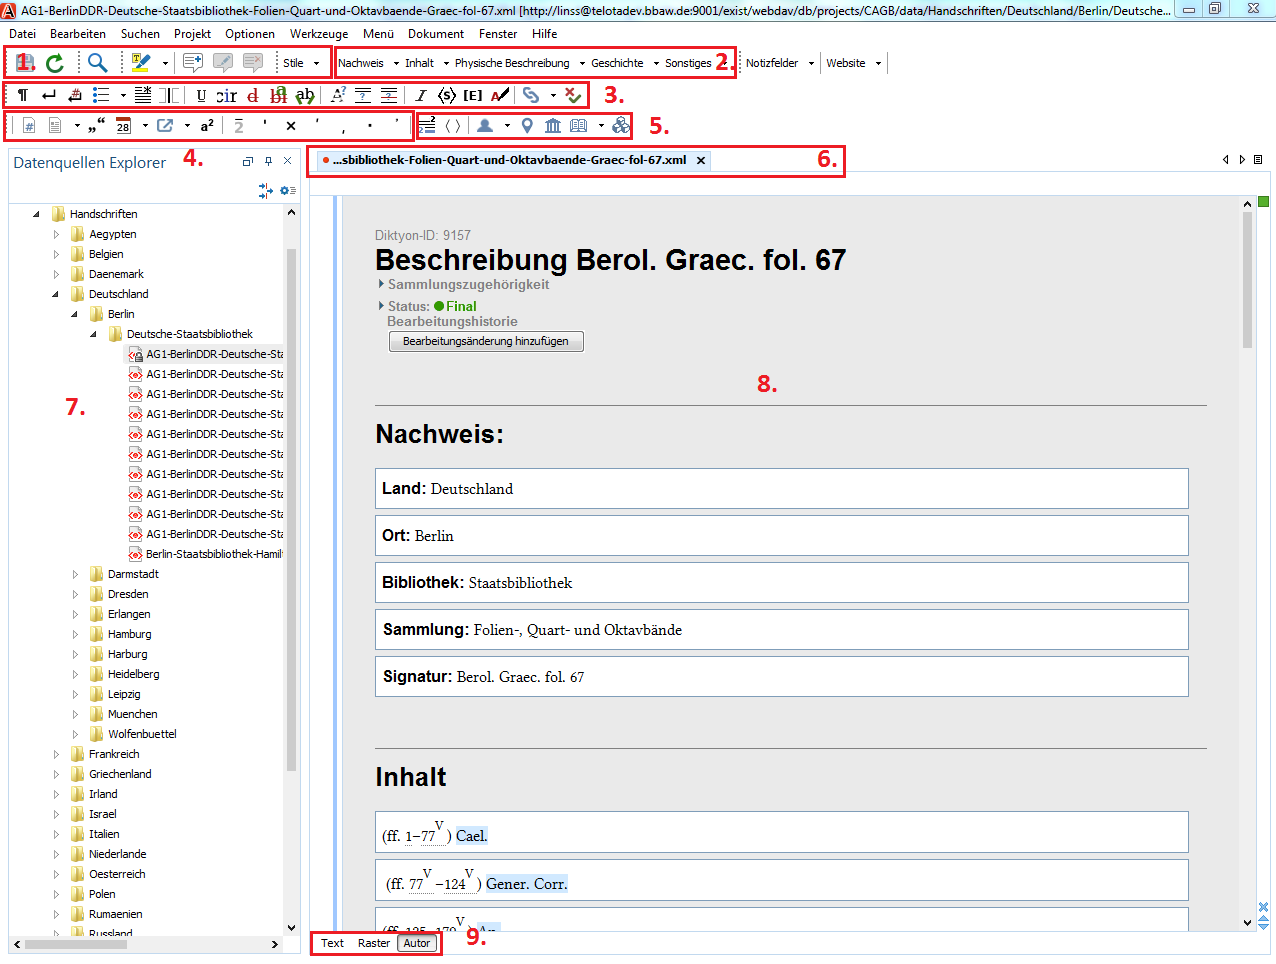 AG1-BerlinDDR-Deutsche-Staatsbibliothek-Folien-Quart-und-Oktavbaende-Graec-fol-67.xml [http://linss@telotadev.bbaw.de:9001/exist/webdav/db/projects/CAGB/data/Handschriften/Deutschland/Berlin/Deutsche...
Datei Bearbeiten Suchen Projekt Optionen Werkzeuge Menü Dokument Fenster Hilfe
1. Stile Nachweis Inhalt Physische Beschreibung Geschichte Sonstiges 2. Notizfelder Website
¶ U cir d bla ab A? I ⟨S⟩ [E] A 3.
# „“ 28 a² 2 ' × ′ , · ’ 5.
Datenquellen Explorer 4.
...sbibliothek-Folien-Quart-und-Oktavbaende-Graec-fol-67.xml 6.
Handschriften
Aegypten
Belgien
Daenemark
Deutschland
Berlin
Deutsche-Staatsbibliothek
AG1-BerlinDDR-Deutsche-Sta
AG1-BerlinDDR-Deutsche-Sta
AG1-BerlinDDR-Deutsche-Sta
AG1-BerlinDDR-Deutsche-Sta
AG1-BerlinDDR-Deutsche-Sta
AG1-BerlinDDR-Deutsche-Sta
AG1-BerlinDDR-Deutsche-Sta
AG1-BerlinDDR-Deutsche-Sta
AG1-BerlinDDR-Deutsche-Sta
AG1-BerlinDDR-Deutsche-Sta
Berlin-Staatsbibliothek-Hamil
Darmstadt
Dresden
Erlangen
Hamburg
Harburg
Heidelberg
Leipzig
Muenchen
Wolfenbuettel
Frankreich
Griechenland
Irland
Israel
Italien
Niederlande
Oesterreich
Polen
Rumaenien
Russland
7.
Diktyon-ID: 9157
Beschreibung Berol. Graec. fol. 67
Sammlungszugehörigkeit
Status: Final
Bearbeitungshistorie
Bearbeitungsänderung hinzufügen
8.
Nachweis:
Land: Deutschland
Ort: Berlin
Bibliothek: Staatsbibliothek
Sammlung: Folien-, Quart- und Oktavbände
Signatur: Berol. Graec. fol. 67
Inhalt
(ff. 1–77V) Cael.
(ff. 77V–124V) Gener. Corr.
Text Raster Autor 9.